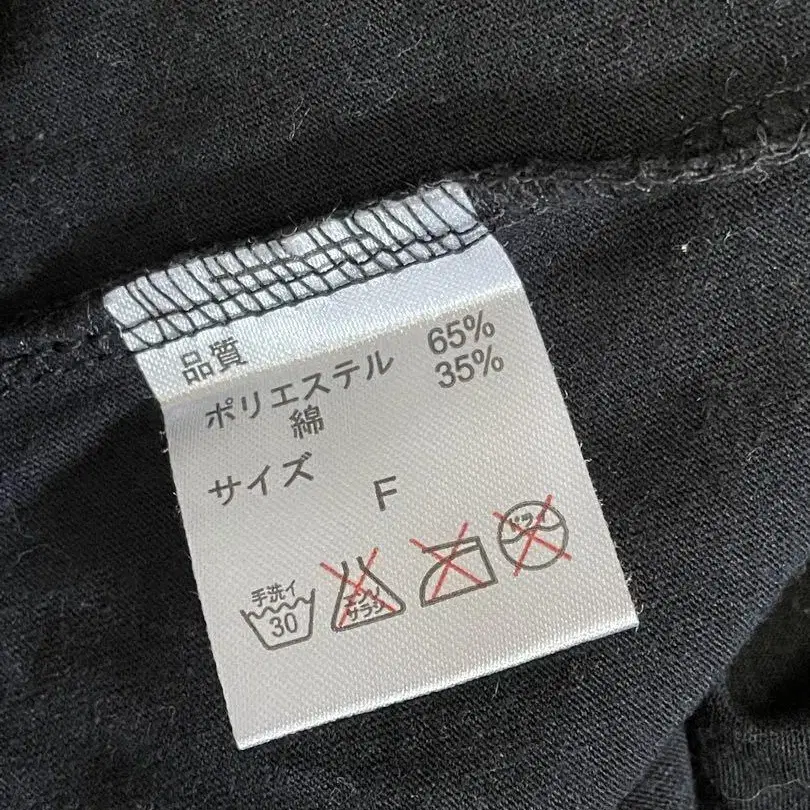 品質
ポリエステル 65%
綿 35%
サイズ
F
手洗イ
30
エンソ
サラシ
ドライ